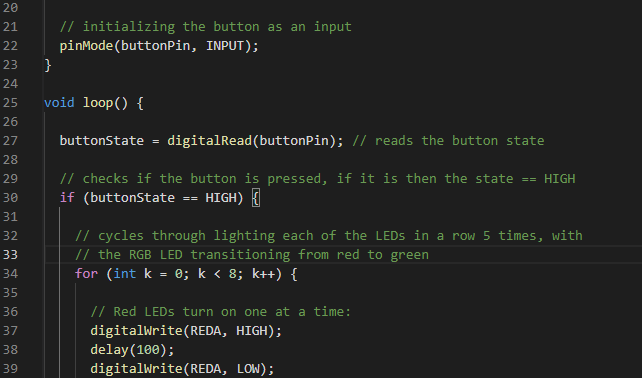 20
21 // initializing the button as an input
22 pinMode(buttonPin, INPUT);
23 }
24
25 void loop() {
26
27 buttonState = digitalRead(buttonPin); // reads the button state
28
29 // checks if the button is pressed, if it is then the state == HIGH
30 if (buttonState == HIGH) {
31
32 // cycles through lighting each of the LEDs in a row 5 times, with
33 // the RGB LED transitioning from red to green
34 for (int k = 0; k < 8; k++) {
35
36 // Red LEDs turn on one at a time:
37 digitalWrite(REDA, HIGH);
38 delay(100);
39 digitalWrite(REDA, LOW);